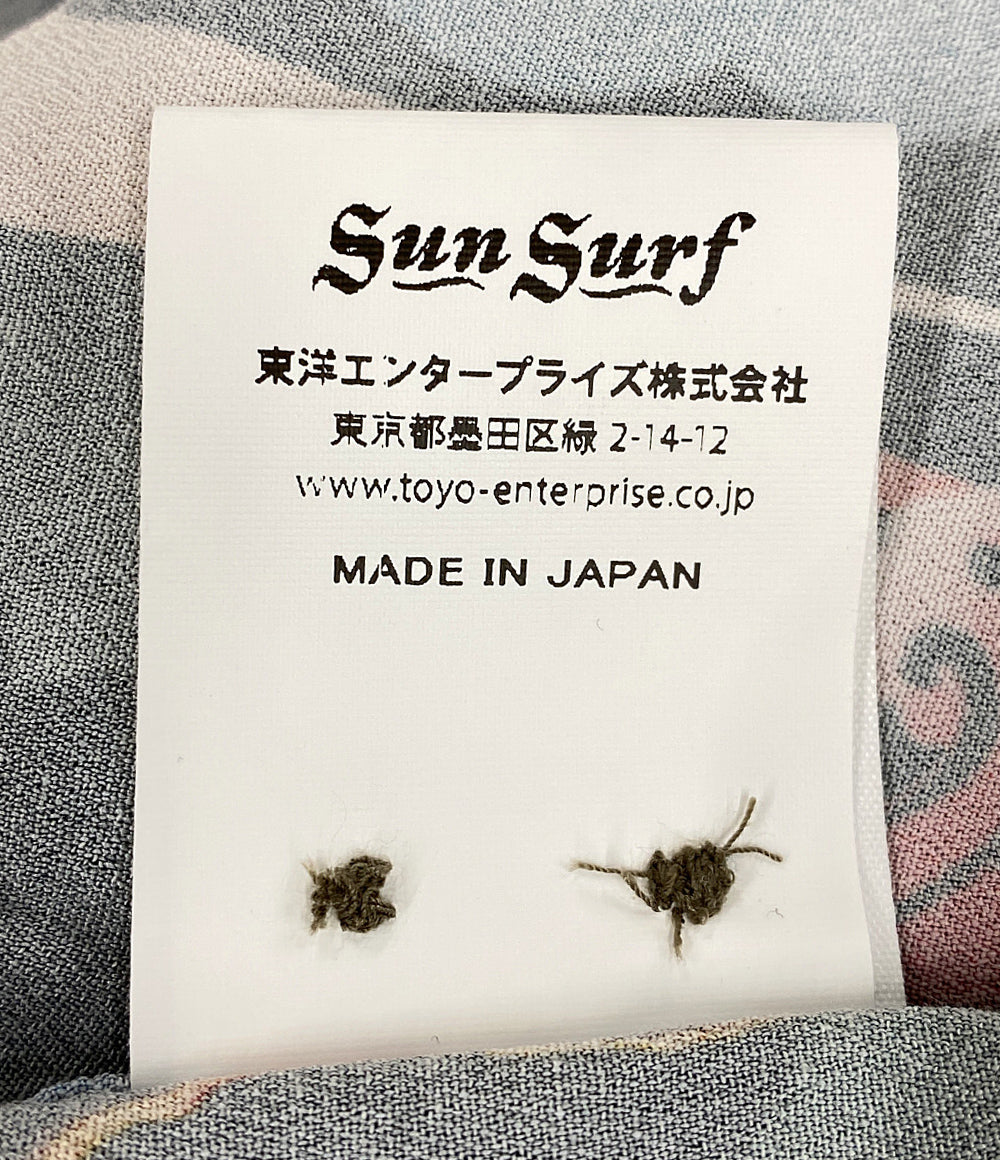 Sun Surf
東洋エンタープライズ株式会社
東京都墨田区緑 2-14-12
www.toyo-enterprise.co.jp
MADE IN JAPAN